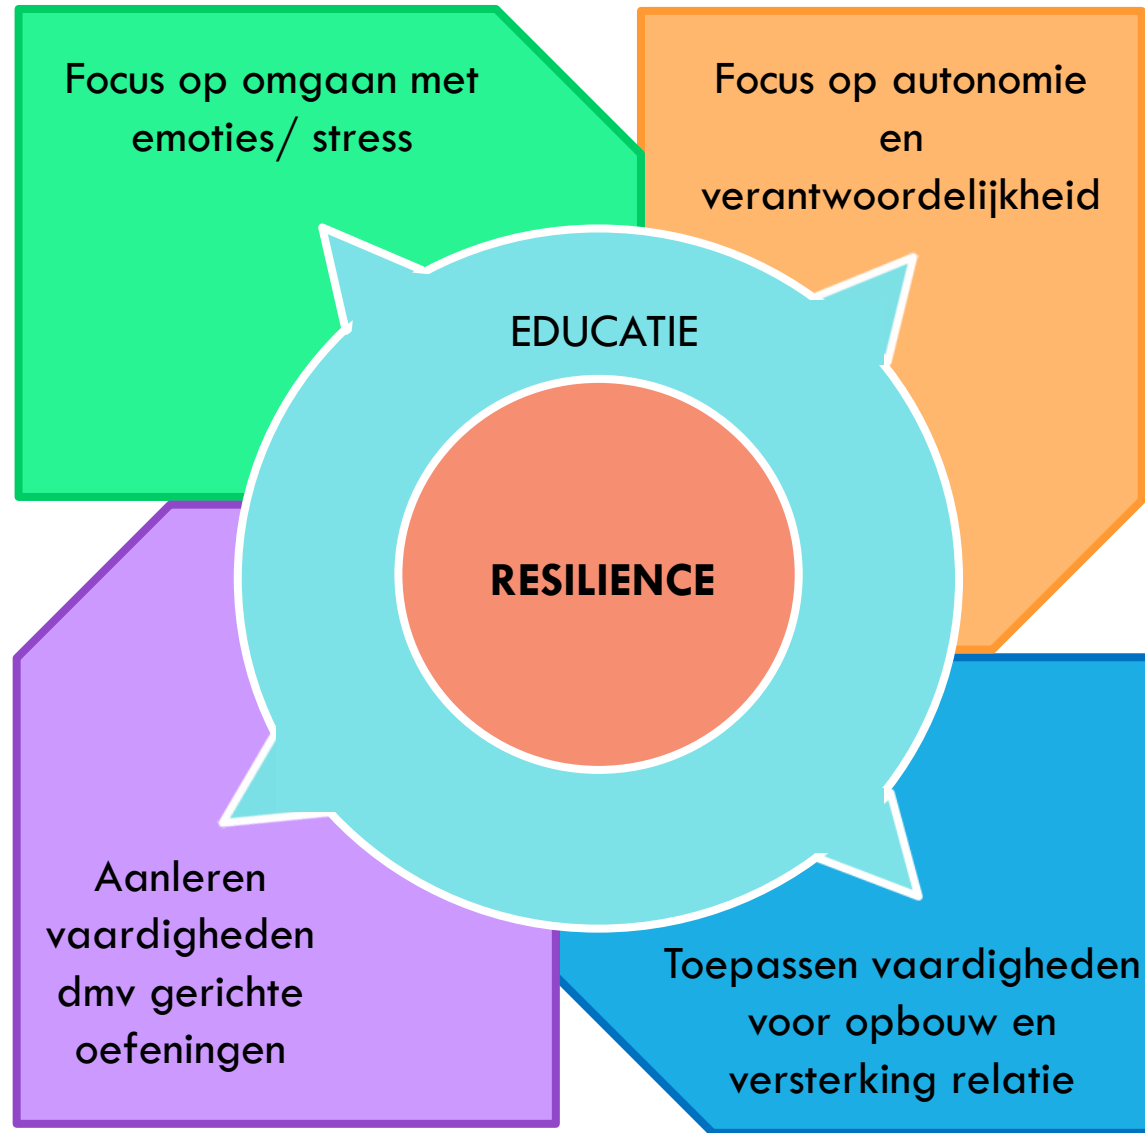 Focus op omgaan met
emoties/ stress
Focus op autonomie
en
verantwoordelijkheid
EDUCATIE
RESILIENCE
Aanleren
vaardigheden
dmv gerichte
oefeningen
Toepassen vaardigheden
voor opbouw en
versterking relatie